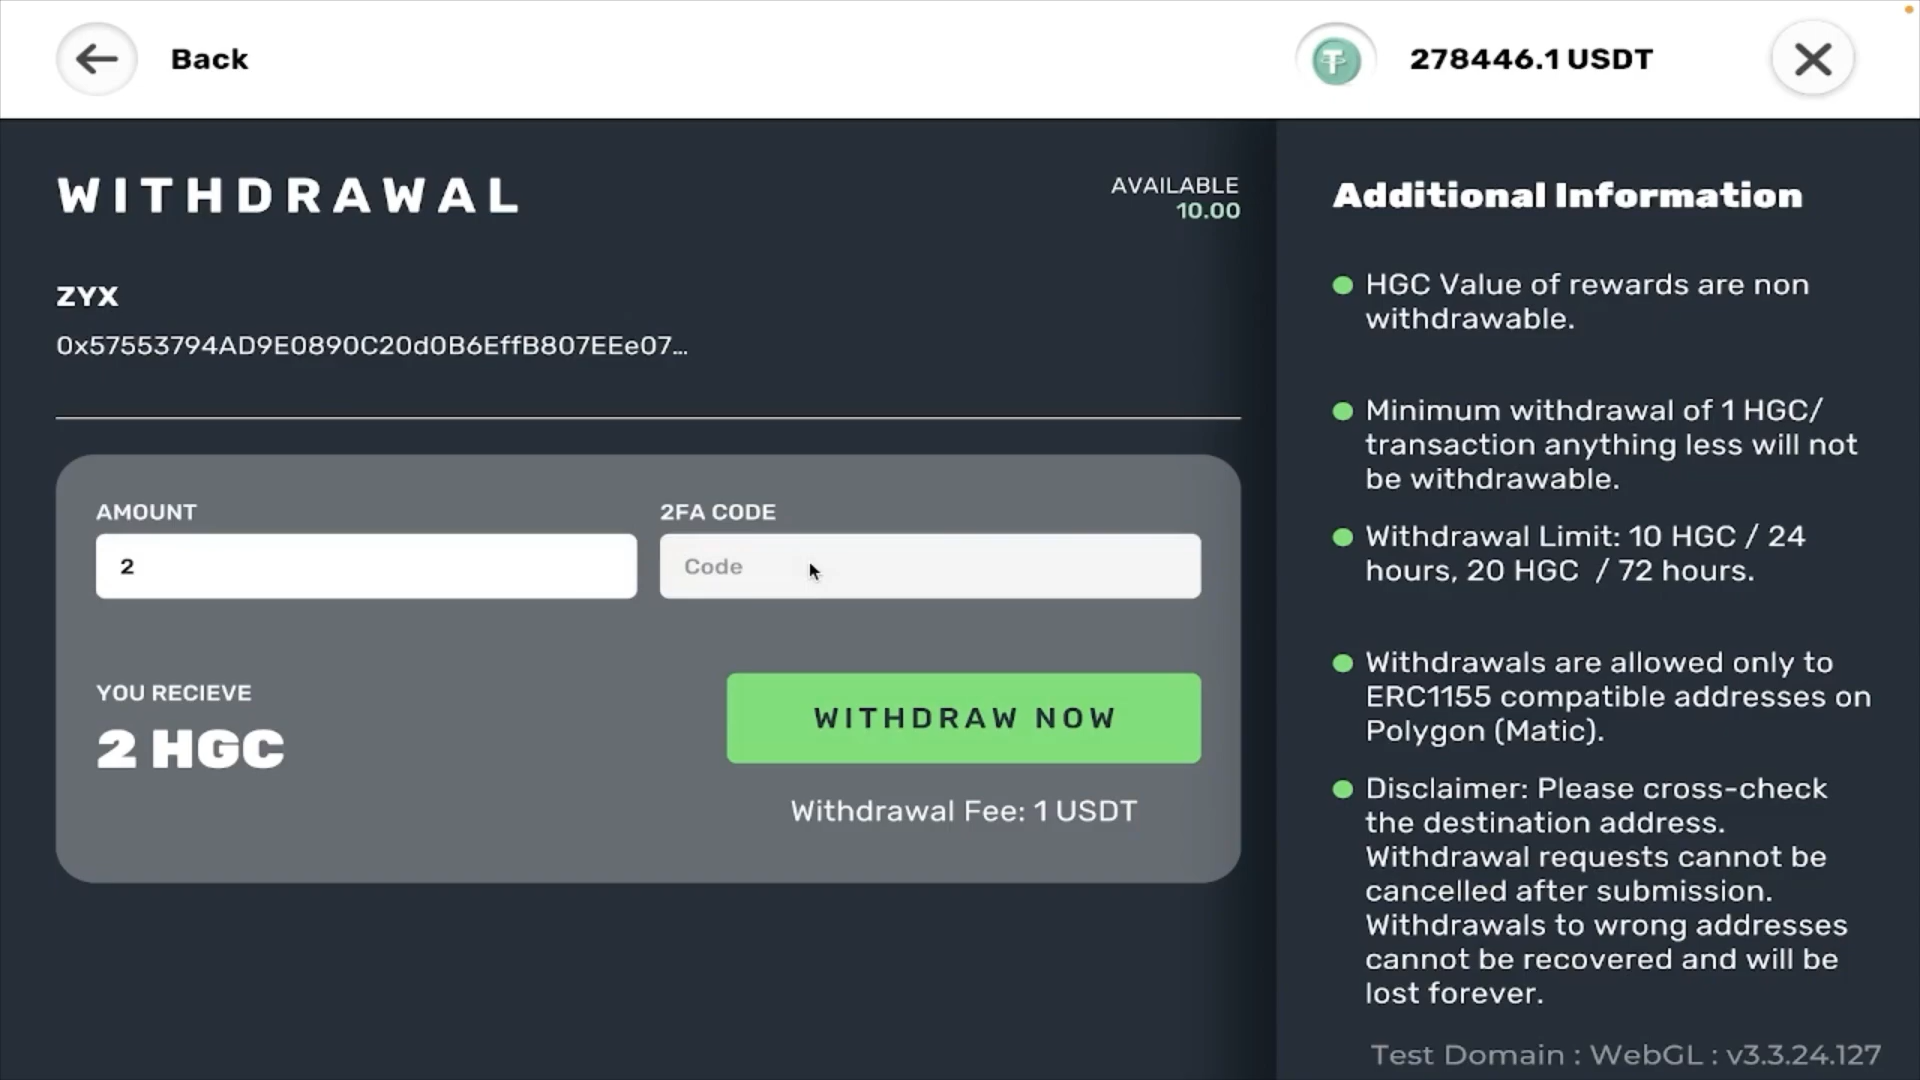 Back
278446.1 USDT
WITHDRAWAL
AVAILABLE
10.00
ZYX
0x57553794AD9E0890C20d0B6EffB807EEe07...
AMOUNT
2FA CODE
2
Code
YOU RECIEVE
2 HGC
WITHDRAW NOW
Withdrawal Fee: 1 USDT
Additional Information
HGC Value of rewards are non
withdrawable.
Minimum withdrawal of 1 HGC/
transaction anything less will not
be withdrawable.
Withdrawal Limit: 10 HGC / 24
hours, 20 HGC / 72 hours.
Withdrawals are allowed only to
ERC1155 compatible addresses on
Polygon (Matic).
Disclaimer: Please cross-check
the destination address.
Withdrawal requests cannot be
cancelled after submission.
Withdrawals to wrong addresses
cannot be recovered and will be
lost forever.
Test Domain : WebGL : v3.3.24.127